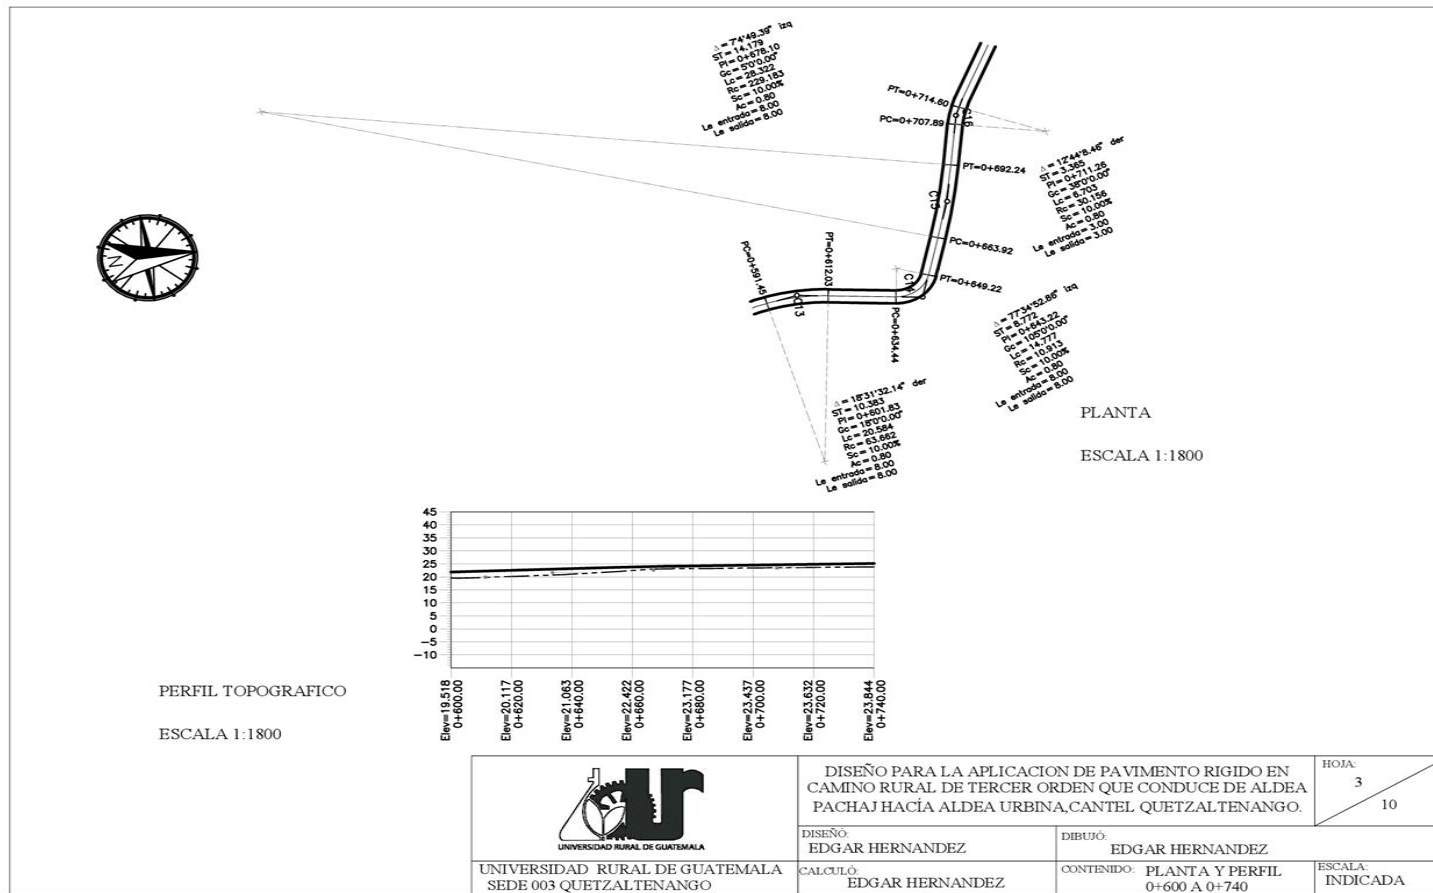 Δ = 7°4'49.39" izq
ST = 14.179
PI = 0+678.10
Gc = 5°0'0.00"
Lc = 28.322
Rc = 229.183
Sc = 10.00%
Ac = 0.80
Le entrada = 8.00
Le salida = 8.00
PT=0+714.60
C16
PC=0+707.89
PT=0+692.24
C15
Δ = 12°44'8.46" der
ST = 3.365
PI = 0+711.26
Gc = 38°0'0.00"
Lc = 6.703
Rc = 30.156
Sc = 10.00%
Ac = 0.80
Le entrada = 3.00
Le salida = 3.00
N
PC=0+663.92
PT=0+649.22
C14
PC=0+591.45
PT=0+612.03
C13
PC=0+634.44
Δ = 77°34'52.86" izq
ST = 8.772
PI = 0+643.22
Gc = 105°0'0.00"
Lc = 14.777
Rc = 10.913
Sc = 10.00%
Ac = 0.80
Le entrada = 8.00
Le salida = 8.00
Δ = 18°31'32.14" der
ST = 10.383
PI = 0+601.83
Gc = 18°0'0.00"
Lc = 20.584
Rc = 63.662
Sc = 10.00%
Ac = 0.80
Le entrada = 8.00
Le salida = 8.00
PLANTA
ESCALA 1:1800
45
40
35
30
25
20
15
10
5
0
−5
−10
Elev=19.518
0+600.00
Elev=20.117
0+620.00
Elev=21.063
0+640.00
Elev=22.422
0+660.00
Elev=23.177
0+680.00
Elev=23.437
0+700.00
Elev=23.632
0+720.00
Elev=23.844
0+740.00
PERFIL TOPOGRAFICO
ESCALA 1:1800
ur
UNIVERSIDAD RURAL DE GUATEMALA
UNIVERSIDAD RURAL DE GUATEMALA
SEDE 003 QUETZALTENANGO
DISEÑO PARA LA APLICACION DE PAVIMENTO RIGIDO EN
CAMINO RURAL DE TERCER ORDEN QUE CONDUCE DE ALDEA
PACHAJ HACÍA ALDEA URBINA,CANTEL QUETZALTENANGO.
HOJA:
3
10
DISEÑO:
EDGAR HERNANDEZ
DIBUJÓ:
EDGAR HERNANDEZ
CALCULÓ:
EDGAR HERNANDEZ
CONTENIDO: PLANTA Y PERFIL
0+600 A 0+740
ESCALA:
INDICADA